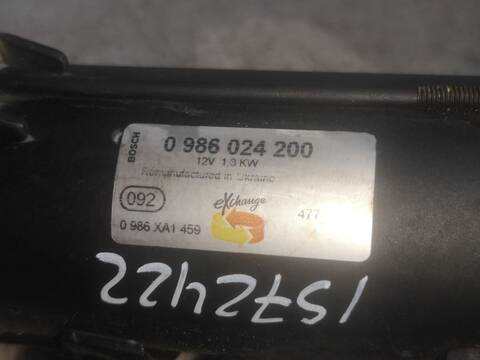 BOSCH
0 986 024 200
12V 1,3 KW
Remanufactured in Ukraine
092
eXchange
477
0 986 XA1 459
1572422